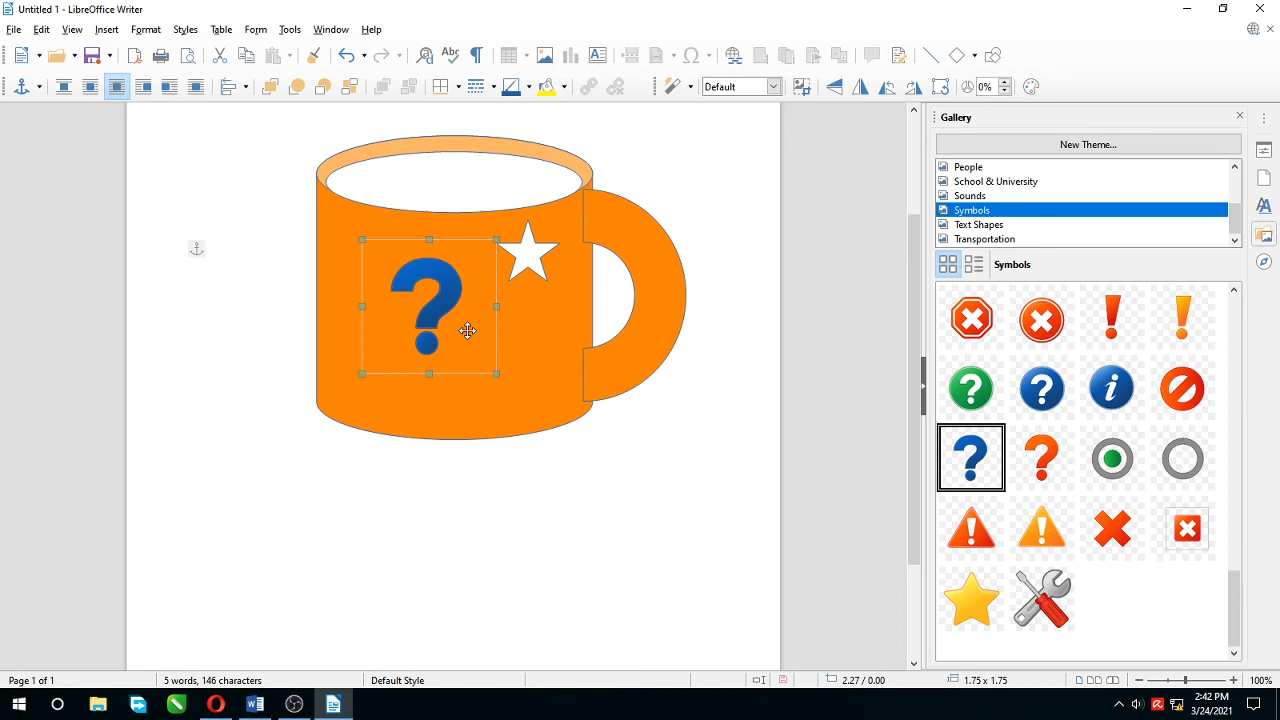 Untitled 1 - LibreOffice Writer
File Edit View Insert Format Styles Table Form Tools Window Help
Default
0%
Gallery
New Theme...
People
School & University
Sounds
Symbols
Text Shapes
Transportation
Symbols
Page 1 of 1
5 words, 146 characters
Default Style
2.27 / 0.00
1.75 x 1.75
100%
2:42 PM
3/24/2021